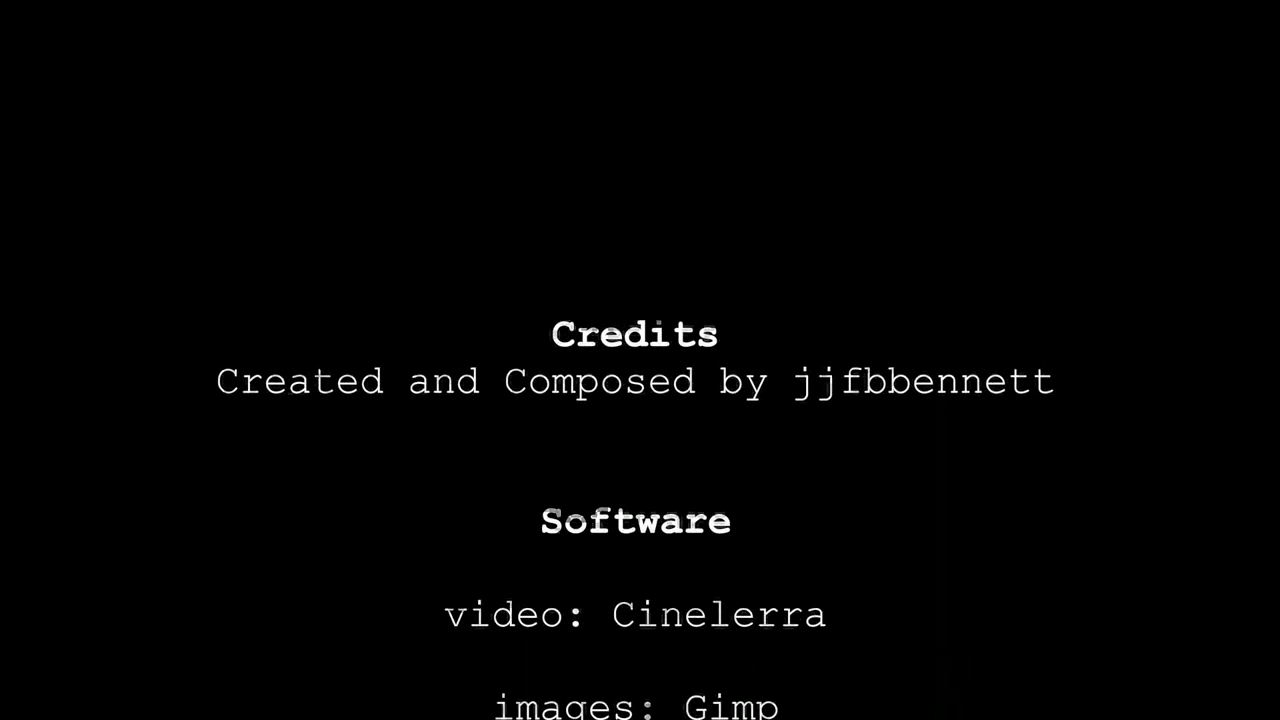 Credits
Created and Composed by jjfbbennett
Software
video: Cinelerra
images: Gimp